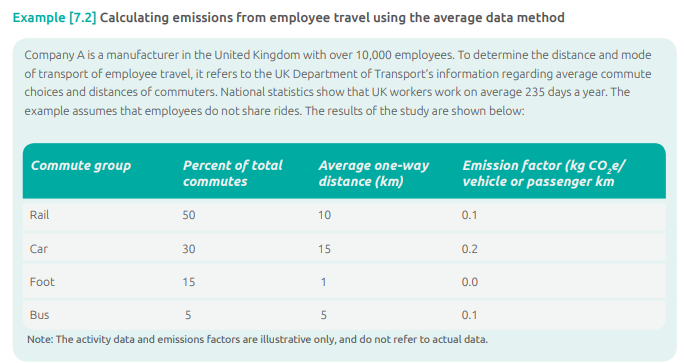 Example [7.2] Calculating emissions from employee travel using the average data method
Company A is a manufacturer in the United Kingdom with over 10,000 employees. To determine the distance and mode
of transport of employee travel, it refers to the UK Department of Transport's information regarding average commute
choices and distances of commuters. National statistics show that UK workers work on average 235 days a year. The
example assumes that employees do not share rides. The results of the study are shown below:
Commute group Percent of total commutes Average one-way distance (km) Emission factor (kg CO₂e/ vehicle or passenger km
Rail 50 10 0.1
Car 30 15 0.2
Foot 15 1 0.0
Bus 5 5 0.1
Note: The activity data and emissions factors are illustrative only, and do not refer to actual data.